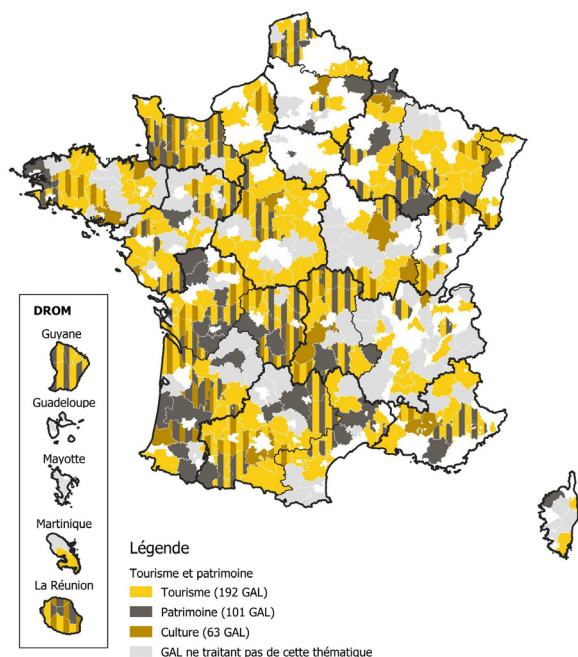 DROM
Guyane
Guadeloupe
Mayotte
Martinique
La Réunion
Légende
Tourisme et patrimoine
Tourisme (192 GAL)
Patrimoine (101 GAL)
Culture (63 GAL)
GAL ne traitant pas de cette thématique